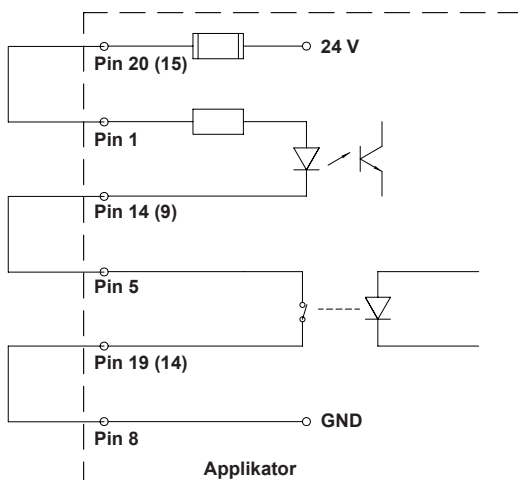 24 V
Pin 20 (15)
Pin 1
Pin 14 (9)
Pin 5
Pin 19 (14)
GND
Pin 8
Applikator